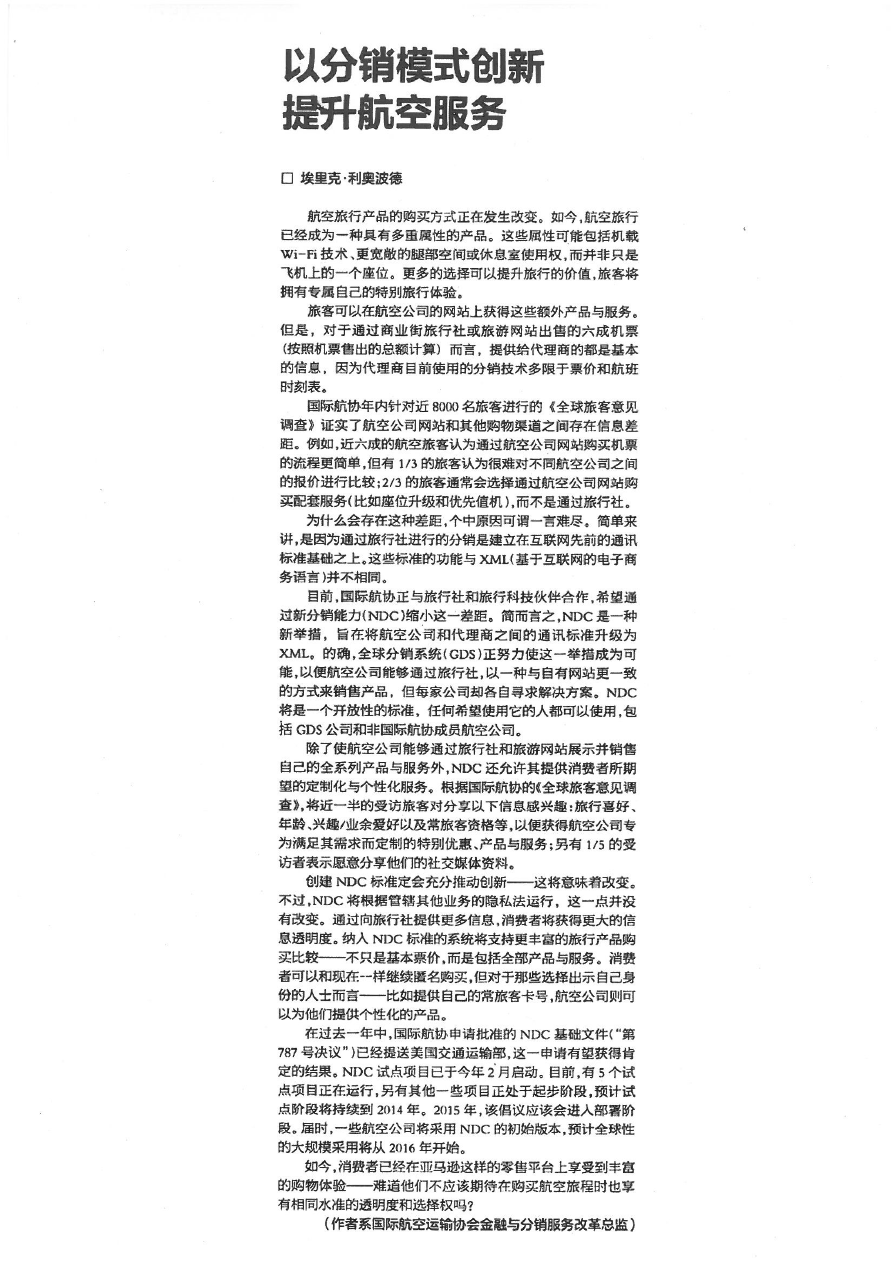 以分销模式创新
提升航空服务
□ 埃里克·利奥波德
航空旅行产品的购买方式正在发生改变。如今,航空旅行
已经成为一种具有多重属性的产品。这些属性可能包括机载
Wi-Fi 技术、更宽敞的腿部空间或休息室使用权,而并非只是
飞机上的一个座位。更多的选择可以提升旅行的价值,旅客将
拥有专属自己的特别旅行体验。
旅客可以在航空公司的网站上获得这些额外产品与服务。
但是，对于通过商业街旅行社或旅游网站出售的六成机票
(按照机票售出的总额计算）而言，提供给代理商的都是基本
的信息，因为代理商目前使用的分销技术多限于票价和航班
时刻表。
国际航协年内针对近 8000 名旅客进行的《全球旅客意见
调查》证实了航空公司网站和其他购物渠道之间存在信息差
距。例如,近六成的航空旅客认为通过航空公司网站购买机票
的流程更简单,但有 1/3 的旅客认为很难对不同航空公司之间
的报价进行比较;2/3 的旅客通常会选择通过航空公司网站购
买配套服务(比如座位升级和优先值机),而不是通过旅行社。
为什么会存在这种差距,个中原因可谓一言难尽。简单来
讲,是因为通过旅行社进行的分销是建立在互联网先前的通讯
标准基础之上。这些标准的功能与 XML(基于互联网的电子商
务语言)并不相同。
目前,国际航协正与旅行社和旅行科技伙伴合作,希望通
过新分销能力(NDC)缩小这一差距。简而言之,NDC 是一种
新举措，旨在将航空公司和代理商之间的通讯标准升级为
XML。的确,全球分销系统(GDS)正努力使这一举措成为可
能,以便航空公司能够通过旅行社,以一种与自有网站更一致
的方式来销售产品，但每家公司却各自寻求解决方案。NDC
将是一个开放性的标准，任何希望使用它的人都可以使用,包
括 GDS 公司和非国际航协成员航空公司。
除了使航空公司能够通过旅行社和旅游网站展示并销售
自己的全系列产品与服务外,NDC 还允许其提供消费者所期
望的定制化与个性化服务。根据国际航协的《全球旅客意见调
查》,将近一半的受访旅客对分享以下信息感兴趣:旅行喜好、
年龄、兴趣/业余爱好以及常旅客资格等,以便获得航空公司专
为满足其需求而定制的特别优惠、产品与服务;另有 1/5 的受
访者表示愿意分享他们的社交媒体资料。
创建 NDC 标准定会充分推动创新——这将意味着改变。
不过,NDC 将根据管辖其他业务的隐私法运行，这一点并没
有改变。通过向旅行社提供更多信息,消费者将获得更大的信
息透明度。纳入 NDC 标准的系统将支持更丰富的旅行产品购
买比较——不只是基本票价,而是包括全部产品与服务。消费
者可以和现在一样继续匿名购买,但对于那些选择出示自己身
份的人士而言——比如提供自己的常旅客卡号,航空公司则可
以为他们提供个性化的产品。
在过去一年中,国际航协申请批准的 NDC 基础文件(“第
787 号决议”)已经提送美国交通运输部,这一申请有望获得肯
定的结果。NDC 试点项目已于今年 2 月启动。目前,有 5 个试
点项目正在运行,另有其他一些项目正处于起步阶段,预计试
点阶段将持续到 2014 年。2015 年,该倡议应该会进入部署阶
段。届时,一些航空公司将采用 NDC 的初始版本,预计全球性
的大规模采用将从 2016 年开始。
如今,消费者已经在亚马逊这样的零售平台上享受到丰富
的购物体验——难道他们不应该期待在购买航空旅程时也享
有相同水准的透明度和选择权吗?
(作者系国际航空运输协会金融与分销服务改革总监)